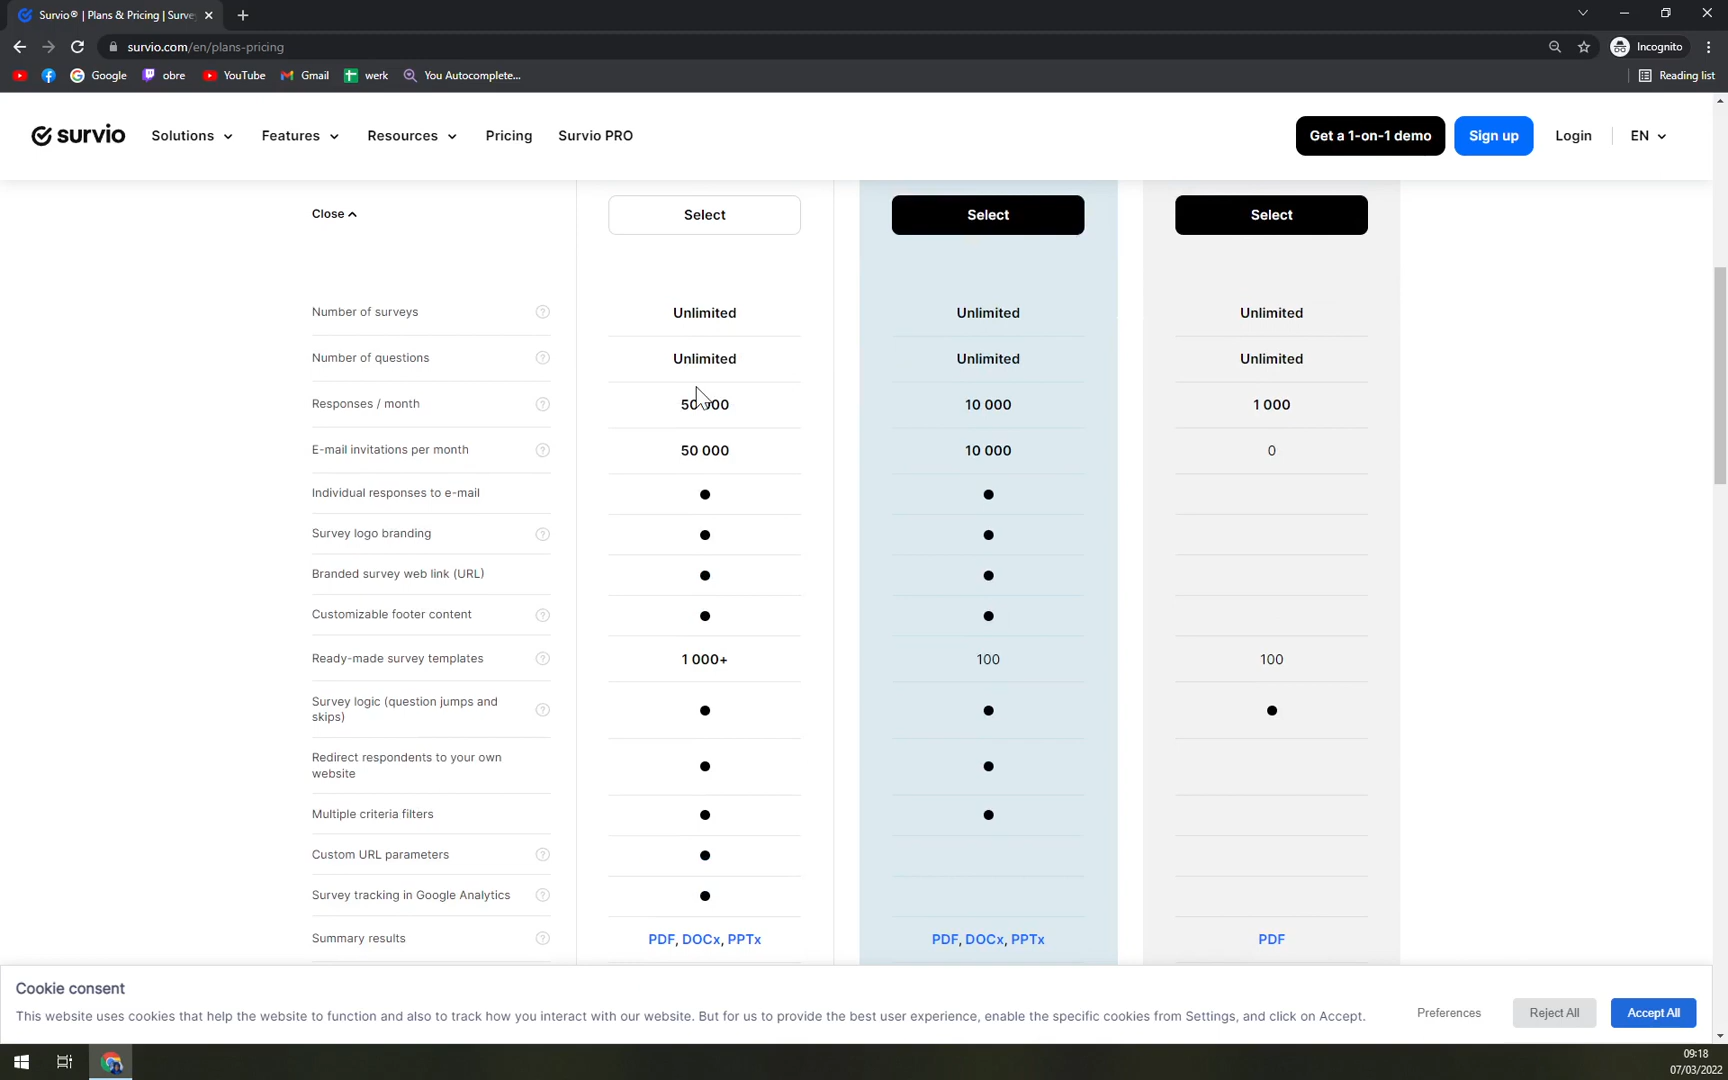 Survio® | Plans & Pricing | Surve
survio.com/en/plans-pricing
Incognito
Google
obre
YouTube
Gmail
werk
You Autocomplete...
Reading list
survio
Solutions
Features
Resources
Pricing
Survio PRO
Get a 1-on-1 demo
Sign up
Login
EN
Close
Select
Select
Select
Number of surveys ? Unlimited Unlimited Unlimited
Number of questions ? Unlimited Unlimited Unlimited
Responses / month ? 50 000 10 000 1 000
E-mail invitations per month ? 50 000 10 000 0
Individual responses to e-mail
Survey logo branding ?
Branded survey web link (URL)
Customizable footer content ?
Ready-made survey templates ? 1 000+ 100 100
Survey logic (question jumps and
skips) ?
Redirect respondents to your own
website
Multiple criteria filters
Custom URL parameters ?
Survey tracking in Google Analytics ?
Summary results ? PDF, DOCx, PPTx PDF, DOCx, PPTx PDF
Cookie consent
This website uses cookies that help the website to function and also to track how you interact with our website. But for us to provide the best user experience, enable the specific cookies from Settings, and click on Accept.
Preferences
Reject All
Accept All
09:18
07/03/2022